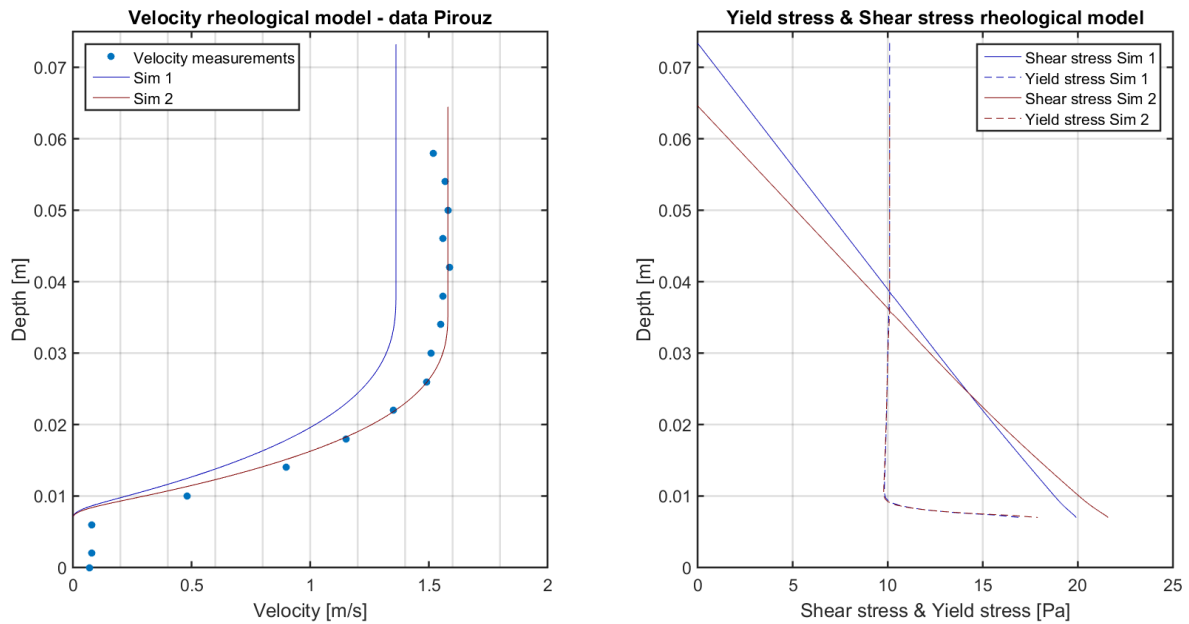 Velocity rheological model - data Pirouz
Velocity measurements
Sim 1
Sim 2
0.07
0.06
0.05
0.04
0.03
0.02
0.01
0
Depth [m]
0
0.5
1
1.5
2
Velocity [m/s]
Yield stress & Shear stress rheological model
Shear stress Sim 1
Yield stress Sim 1
Shear stress Sim 2
Yield stress Sim 2
0.07
0.06
0.05
0.04
0.03
0.02
0.01
0
Depth [m]
0
5
10
15
20
25
Shear stress & Yield stress [Pa]